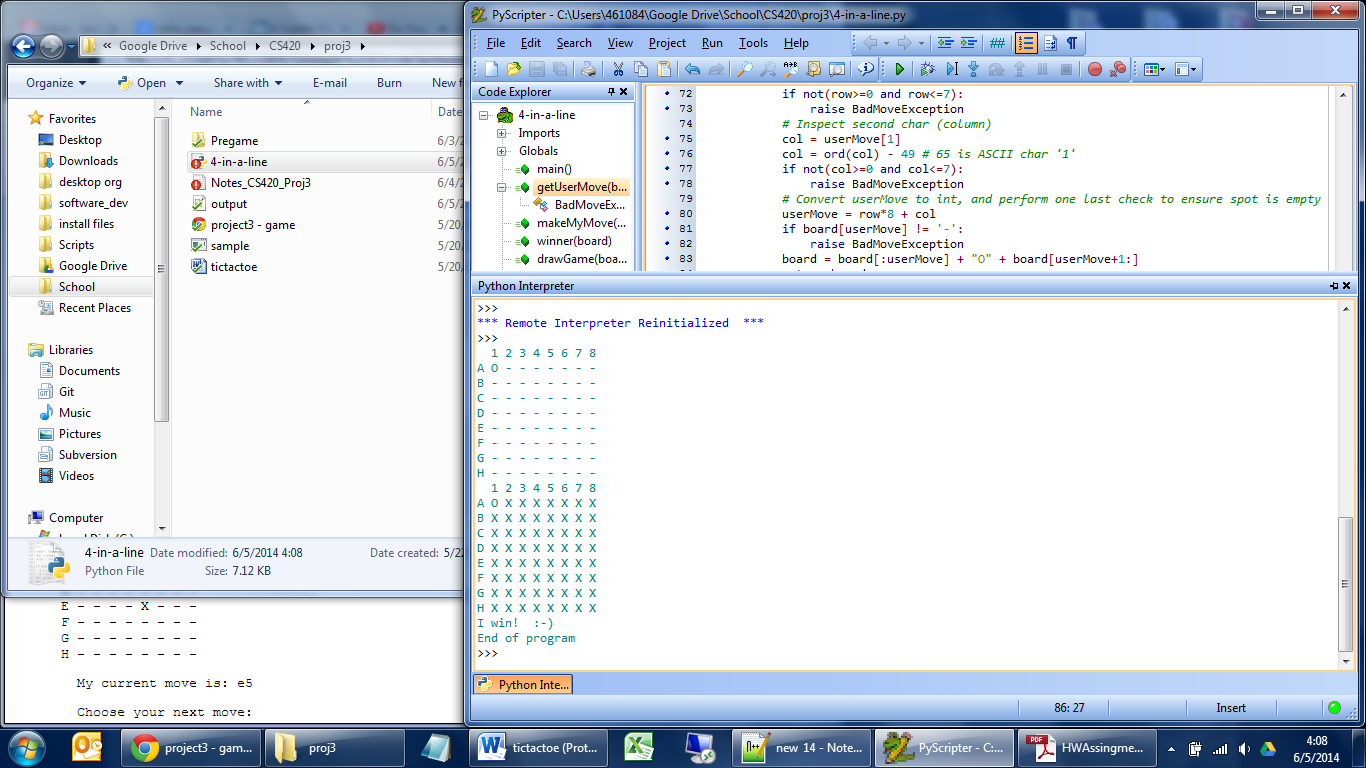 Google Drive School CS420 proj3
Organize Open Share with E-mail Burn
Favorites
Desktop
Downloads
desktop org
software_dev
install files
Scripts
Google Drive
School
Recent Places
Libraries
Documents
Git
Music
Pictures
Subversion
Videos
Computer
Name
Pregame 6/3/2
4-in-a-line 6/5/2
Notes_CS420_Proj3 6/4/2
output 6/5/2
project3 - game 5/20/
sample 5/20/
tictactoe 5/20/
4-in-a-line Date modified: 6/5/2014 4:08 Date created: 5/22
Python File Size: 7.12 KB
E - - - - X - - -
F - - - - - - - -
G - - - - - - - -
H - - - - - - - -
My current move is: e5
Choose your next move:
PyScripter - C:\Users\461084\Google Drive\School\CS420\proj3\4-in-a-line.py
File Edit Search View Project Run Tools Help
Code Explorer
4-in-a-line
Imports
Globals
main()
getUserMove(b...
BadMoveEx...
makeMyMove(...
winner(board)
drawGame(boa...
72 if not(row>=0 and row<=7):
73 raise BadMoveException
74 # Inspect second char (column)
75 col = userMove[1]
76 col = ord(col) - 49 # 65 is ASCII char '1'
77 if not(col>=0 and col<=7):
78 raise BadMoveException
79 # Convert userMove to int, and perform one last check to ensure spot is empty
80 userMove = row*8 + col
81 if board[userMove] != '-':
82 raise BadMoveException
83 board = board[:userMove] + "O" + board[userMove+1:]
Python Interpreter
>>>
*** Remote Interpreter Reinitialized ***
>>>
1 2 3 4 5 6 7 8
A O - - - - - - -
B - - - - - - - -
C - - - - - - - -
D - - - - - - - -
E - - - - - - - -
F - - - - - - - -
G - - - - - - - -
H - - - - - - - -
1 2 3 4 5 6 7 8
A O X X X X X X X
B X X X X X X X X
C X X X X X X X X
D X X X X X X X X
E X X X X X X X X
F X X X X X X X X
G X X X X X X X X
H X X X X X X X X
I win! :-)
End of program
>>>
Python Inte...
86: 27 Insert
project3 - gam... proj3 tictactoe (Prot... new 14 - Note... PyScripter - C:... HWAssingme...
4:08
6/5/2014